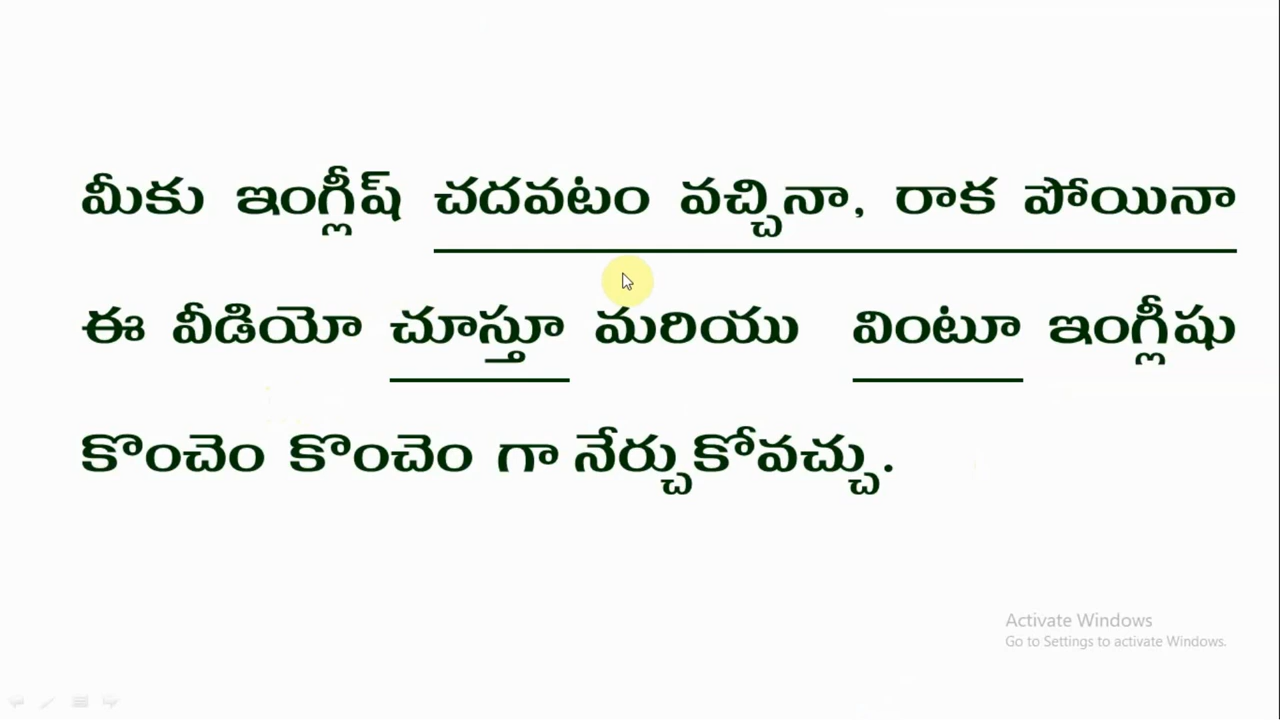 మీకు ఇంగ్లీష్ చదవటం వచ్చినా, రాక పోయినా
ఈ వీడియో చూస్తూ మరియు వింటూ ఇంగ్లీషు
కొంచెం కొంచెం గా నేర్చుకోవచ్చు.
Activate Windows
Go to Settings to activate Windows.